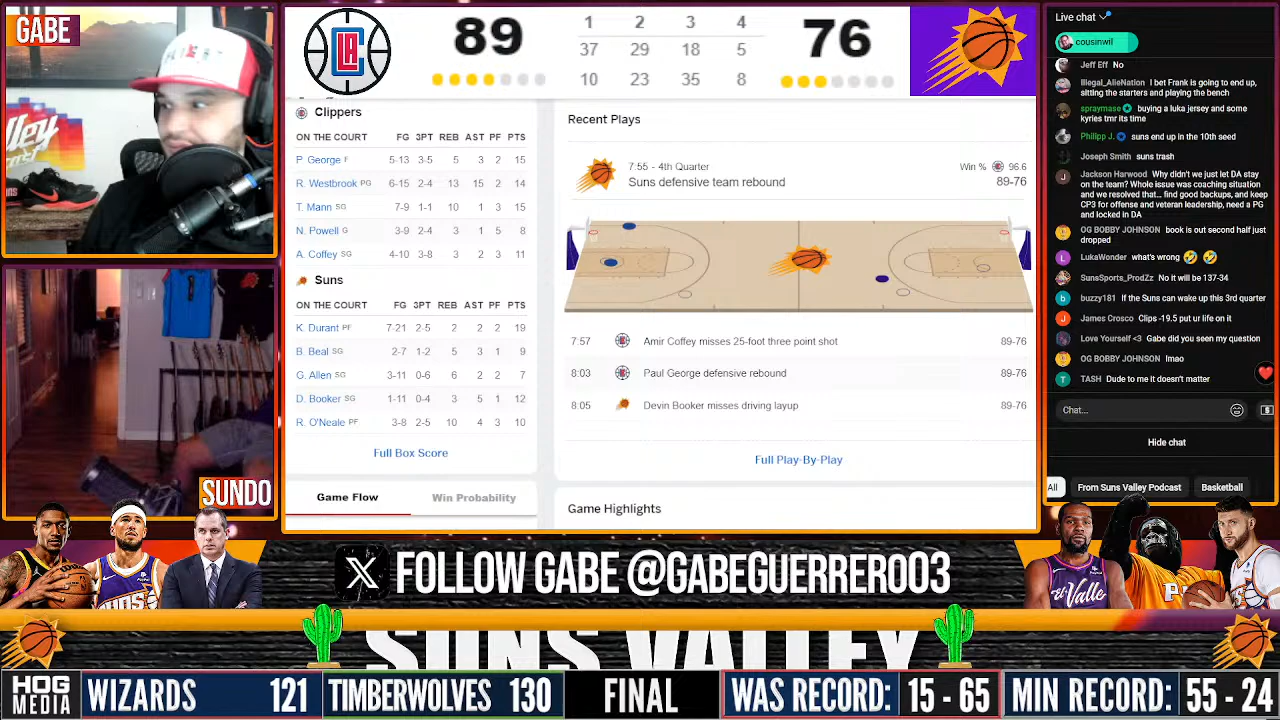 GABE
SUNDO
LA
89
1 2 3 4
37 29 18 5
10 23 35 8
76
Clippers
ON THE COURT FG 3PT REB AST PF PTS
P. George F 5-13 3-5 5 3 2 15
R. Westbrook PG 6-15 2-4 13 15 2 14
T. Mann SG 7-9 1-1 10 1 3 15
N. Powell G 3-9 2-4 3 1 5 8
A. Coffey SG 4-10 3-8 3 2 3 11
Suns
ON THE COURT FG 3PT REB AST PF PTS
K. Durant PF 7-21 2-5 2 2 2 19
B. Beal SG 2-7 1-2 5 3 1 9
G. Allen SG 3-11 0-6 6 2 2 7
D. Booker SG 1-11 0-4 3 5 1 12
R. O'Neale PF 3-8 2-5 10 4 3 10
Full Box Score
Game Flow Win Probability
Recent Plays
7:55 - 4th Quarter Win % 96.6
Suns defensive team rebound 89-76
7:57 Amir Coffey misses 25-foot three point shot 89-76
8:03 Paul George defensive rebound 89-76
8:05 Devin Booker misses driving layup 89-76
Full Play-By-Play
Game Highlights
Live chat
cousinwil
Jeff Eff No
Illegal_AlieNation I bet Frank is going to end up,
sitting the starters and playing the bench
spraymase buying a luka jersey and some
kyries tmr its time
Philipp J. suns end up in the 10th seed
Joseph Smith suns trash
Jackson Harwood Why didn't we just let DA stay
on the team? Whole issue was coaching situation
and we resolved that... find good backups, and keep
CP3 for offense and veteran leadership, need a PG
and locked in DA
OG BOBBY JOHNSON book is out second half just
dropped
LukaWonder what's wrong 🤣 🤣
SunsSports_ProdZz No it will be 137-34
buzzy181 If the Suns can wake up this 3rd quarter
James Crosco Clips -19.5 put ur life on it
Love Yourself <3 Gabe did you seen my question
OG BOBBY JOHNSON lmao
TASH Dude to me it doesn't matter
Chat...
Hide chat
All From Suns Valley Podcast Basketball
X FOLLOW GABE @GABEGUERRERO03
SUNS VALLEY
HOG
MEDIA
WIZARDS 121 TIMBERWOLVES 130 FINAL WAS RECORD: 15 - 65 MIN RECORD: 55 - 24